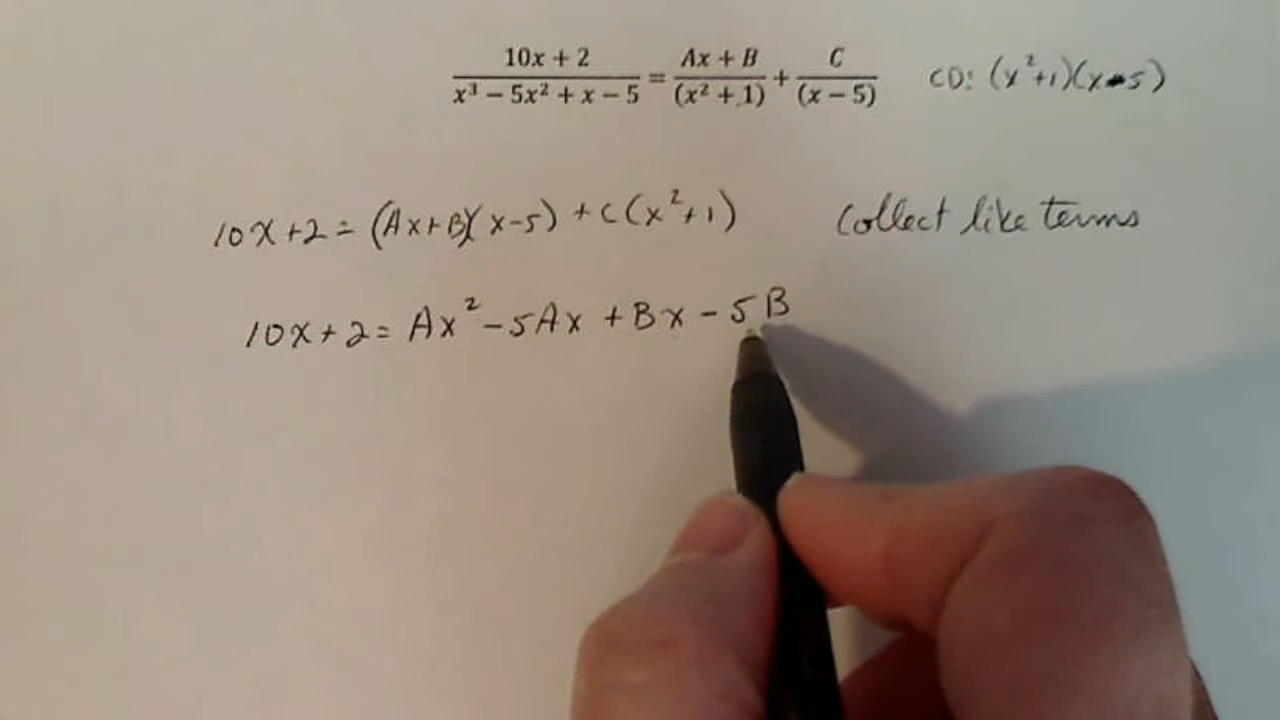 (10x + 2)/(x³ − 5x² + x − 5) = (Ax + B)/(x² + 1) + C/(x − 5) CD: (x²+1)(x-5)
10x+2 = (Ax+B)(x-5) + C(x²+1) Collect like terms
10x+2 = Ax² - 5Ax + Bx - 5B